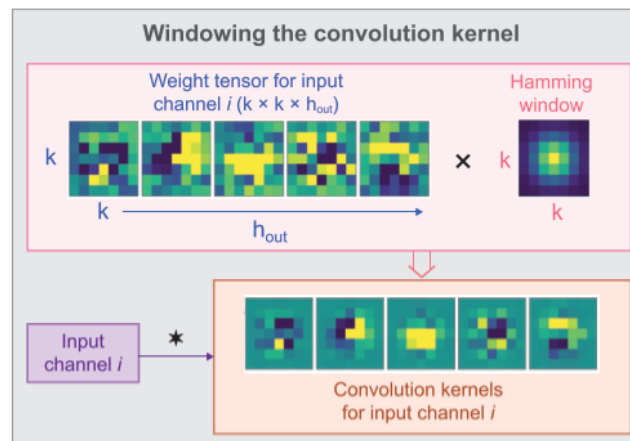 Windowing the convolution kernel
Weight tensor for input
channel i (k × k × hout)
Hamming
window
k
×
k
k
hout
k
Input
channel i
✶
Convolution kernels
for input channel i